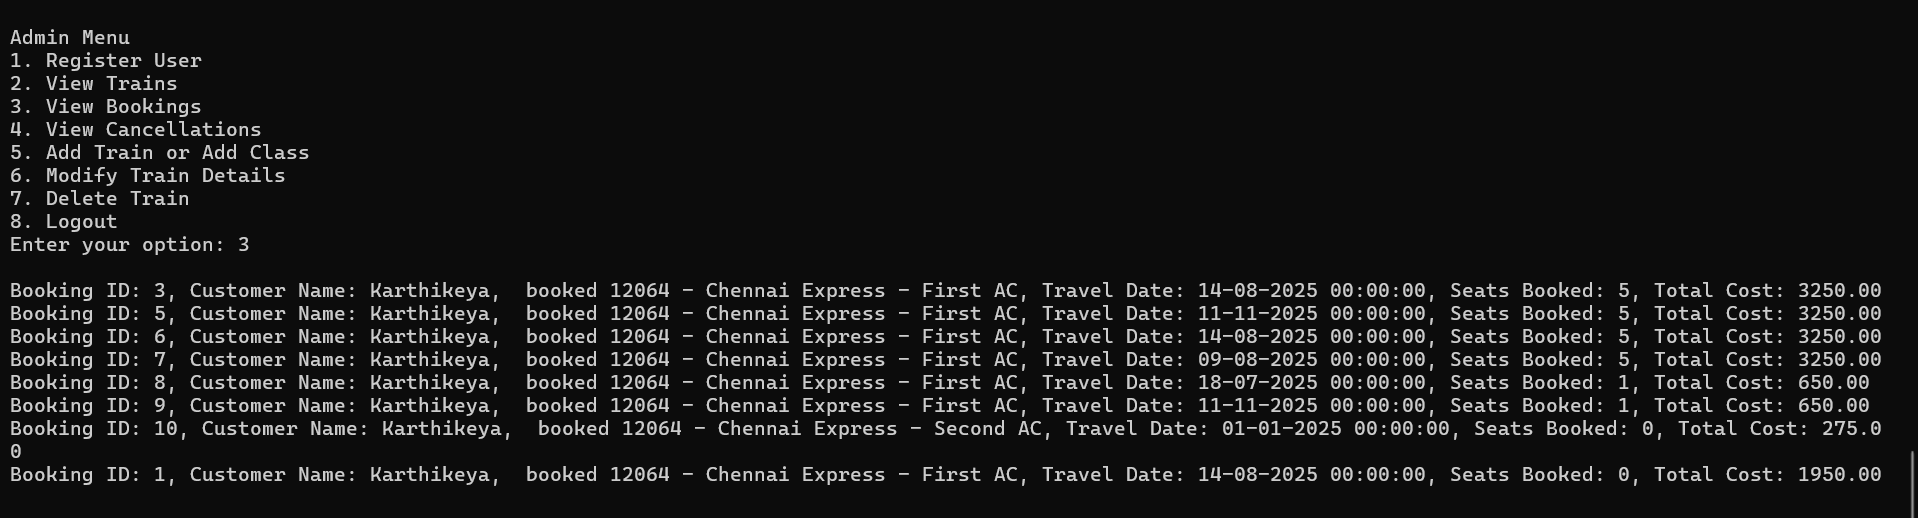 Admin Menu
1. Register User
2. View Trains
3. View Bookings
4. View Cancellations
5. Add Train or Add Class
6. Modify Train Details
7. Delete Train
8. Logout
Enter your option: 3
Booking ID: 3, Customer Name: Karthikeya,  booked 12064 - Chennai Express - First AC, Travel Date: 14-08-2025 00:00:00, Seats Booked: 5, Total Cost: 3250.00
Booking ID: 5, Customer Name: Karthikeya,  booked 12064 - Chennai Express - First AC, Travel Date: 11-11-2025 00:00:00, Seats Booked: 5, Total Cost: 3250.00
Booking ID: 6, Customer Name: Karthikeya,  booked 12064 - Chennai Express - First AC, Travel Date: 14-08-2025 00:00:00, Seats Booked: 5, Total Cost: 3250.00
Booking ID: 7, Customer Name: Karthikeya,  booked 12064 - Chennai Express - First AC, Travel Date: 09-08-2025 00:00:00, Seats Booked: 5, Total Cost: 3250.00
Booking ID: 8, Customer Name: Karthikeya,  booked 12064 - Chennai Express - First AC, Travel Date: 18-07-2025 00:00:00, Seats Booked: 1, Total Cost: 650.00
Booking ID: 9, Customer Name: Karthikeya,  booked 12064 - Chennai Express - First AC, Travel Date: 11-11-2025 00:00:00, Seats Booked: 1, Total Cost: 650.00
Booking ID: 10, Customer Name: Karthikeya,  booked 12064 - Chennai Express - Second AC, Travel Date: 01-01-2025 00:00:00, Seats Booked: 0, Total Cost: 275.0
0
Booking ID: 1, Customer Name: Karthikeya,  booked 12064 - Chennai Express - First AC, Travel Date: 14-08-2025 00:00:00, Seats Booked: 0, Total Cost: 1950.00